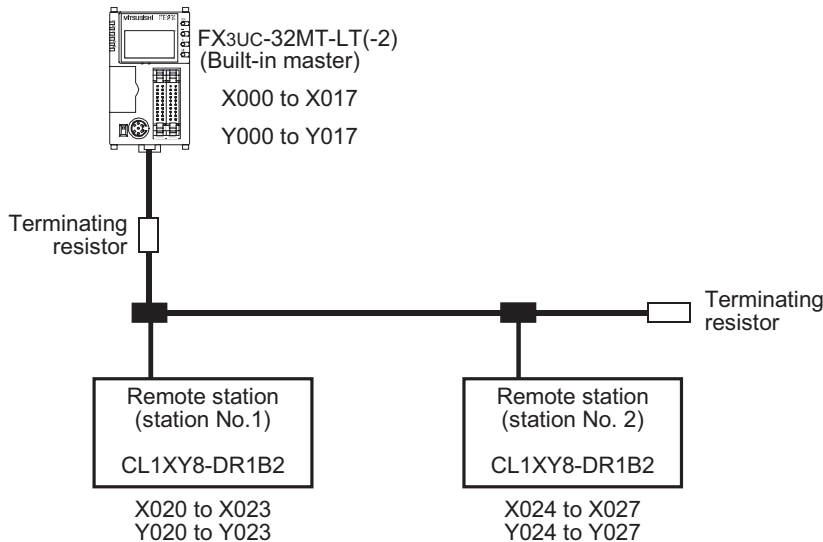 MITSUBISHI
FX3UC-32MT-LT(-2)
(Built-in master)
X000 to X017
Y000 to Y017
Terminating
resistor
Terminating
resistor
Remote station
(station No.1)
CL1XY8-DR1B2
X020 to X023
Y020 to Y023
Remote station
(station No. 2)
CL1XY8-DR1B2
X024 to X027
Y024 to Y027